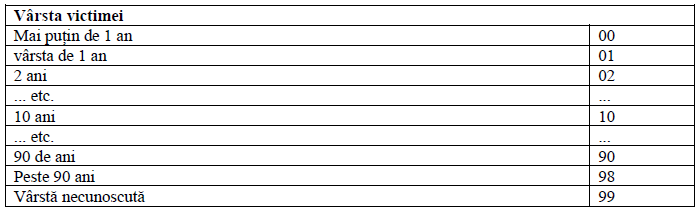 Vârsta victimei
Mai puțin de 1 an 00
vârsta de 1 an 01
2 ani 02
... etc. ...
10 ani 10
... etc. ...
90 de ani 90
Peste 90 ani 98
Vârstă necunoscută 99